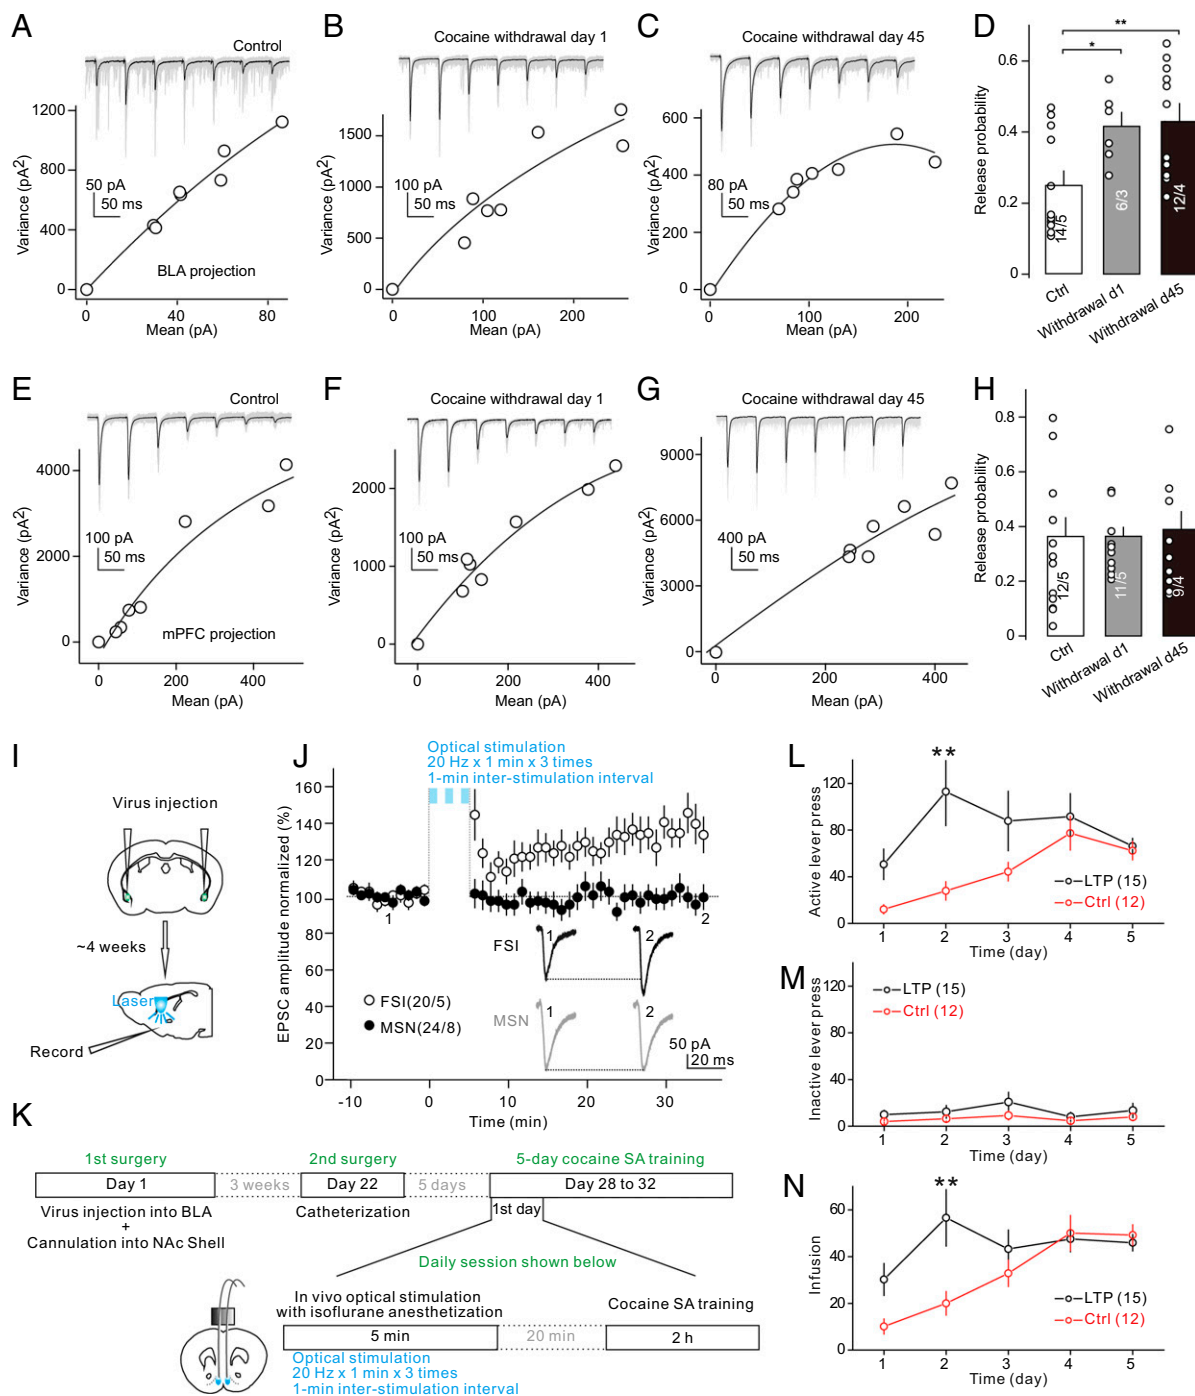 A
Control
1200
800
400
0
Variance (pA²)
50 pA
50 ms
BLA projection
0
40
80
Mean (pA)
B
Cocaine withdrawal day 1
1500
1000
500
0
Variance (pA²)
100 pA
50 ms
0
100
200
Mean (pA)
C
Cocaine withdrawal day 45
600
400
200
0
Variance (pA²)
80 pA
50 ms
0
100
200
Mean (pA)
D
**
*
0.6
0.4
0.2
0
Release probability
14/5
6/3
12/4
Ctrl
Withdrawal d1
Withdrawal d45
E
Control
4000
2000
0
Variance (pA²)
100 pA
50 ms
mPFC projection
0
200
400
Mean (pA)
F
Cocaine withdrawal day 1
2000
1000
0
Variance (pA²)
100 pA
50 ms
0
200
400
Mean (pA)
G
Cocaine withdrawal day 45
9000
6000
3000
0
Variance (pA²)
400 pA
50 ms
0
200
400
Mean (pA)
H
0.8
0.6
0.4
0.2
0
Release probability
12/5
11/5
9/4
Ctrl
Withdrawal d1
Withdrawal d45
I
Virus injection
~4 weeks
Laser
Record
J
Optical stimulation
20 Hz x 1 min x 3 times
1-min inter-stimulation interval
160
140
120
100
80
60
40
20
0
EPSC amplitude normalized (%)
1
2
FSI
1
2
MSN
1
2
FSI(20/5)
MSN(24/8)
50 pA
20 ms
-10
0
10
20
30
Time (min)
K
1st surgery
2nd surgery
5-day cocaine SA training
Day 1
3 weeks
Day 22
5 days
Day 28 to 32
Virus injection into BLA
+
Cannulation into NAc Shell
Catheterization
1st day
Daily session shown below
In vivo optical stimulation
with isoflurane anesthetization
Cocaine SA training
5 min
20 min
2 h
Optical stimulation
20 Hz x 1 min x 3 times
1-min inter-stimulation interval
L
**
120
80
40
0
Active lever press
LTP (15)
Ctrl (12)
1
2
3
4
5
Time (day)
M
120
80
40
0
Inactive lever press
LTP (15)
Ctrl (12)
1
2
3
4
5
Time (day)
N
**
60
40
20
0
Infusion
LTP (15)
Ctrl (12)
1
2
3
4
5
Time (day)